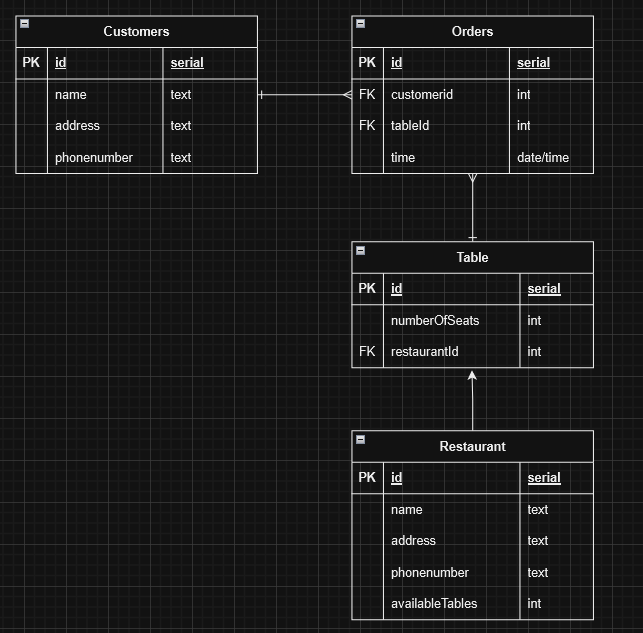 Customers
PK id serial
name text
address text
phonenumber text
Orders
PK id serial
FK customerid int
FK tableId int
time date/time
Table
PK id serial
numberOfSeats int
FK restaurantId int
Restaurant
PK id serial
name text
address text
phonenumber text
availableTables int